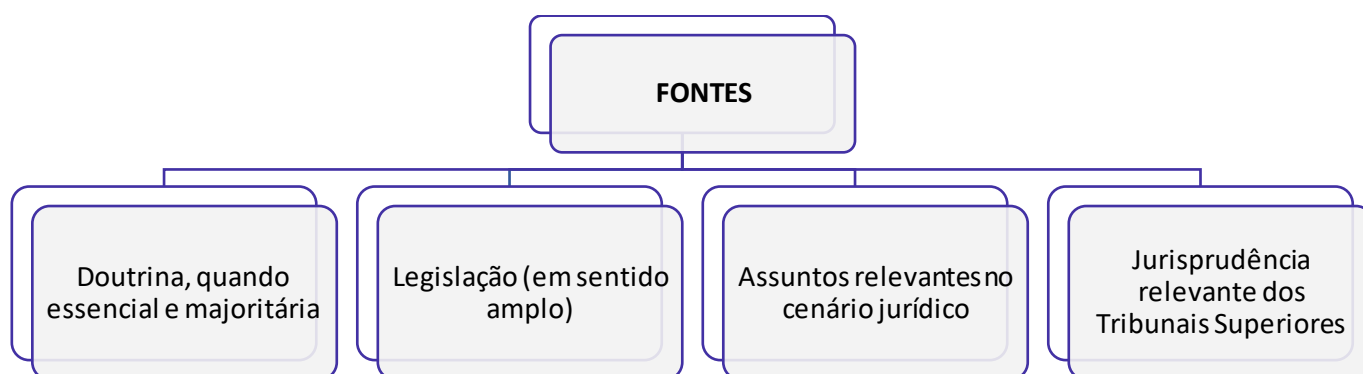 FONTES
Doutrina, quando
essencial e majoritária
Legislação (em sentido
amplo)
Assuntos relevantes no
cenário jurídico
Jurisprudência
relevante dos
Tribunais Superiores